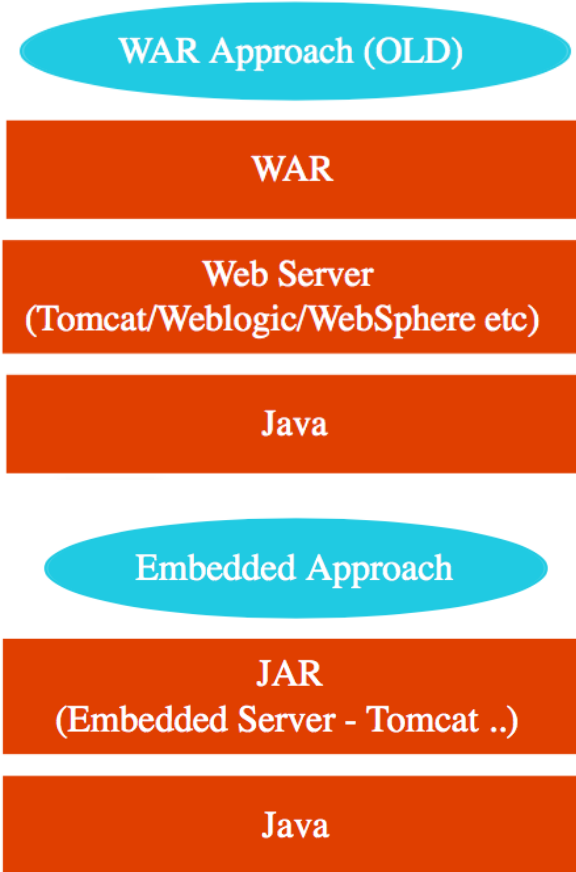 WAR Approach (OLD)
WAR
Web Server
(Tomcat/Weblogic/WebSphere etc)
Java
Embedded Approach
JAR
(Embedded Server - Tomcat ..)
Java